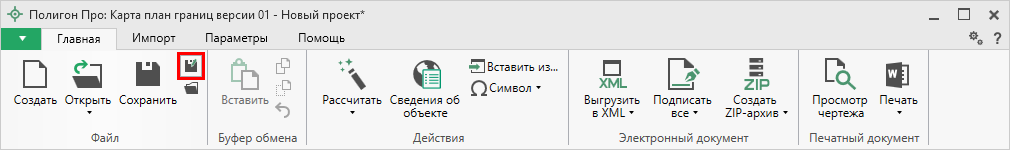 Полигон Про: Карта план границ версии 01 - Новый проект*
Главная Импорт Параметры Помощь ?
Создать Открыть Сохранить Вставить Рассчитать Сведения об объекте Вставить из... Символ XML Выгрузить в XML Подписать все ZIP Создать ZIP-архив Просмотр чертежа Печать
Файл Буфер обмена Действия Электронный документ Печатный документ